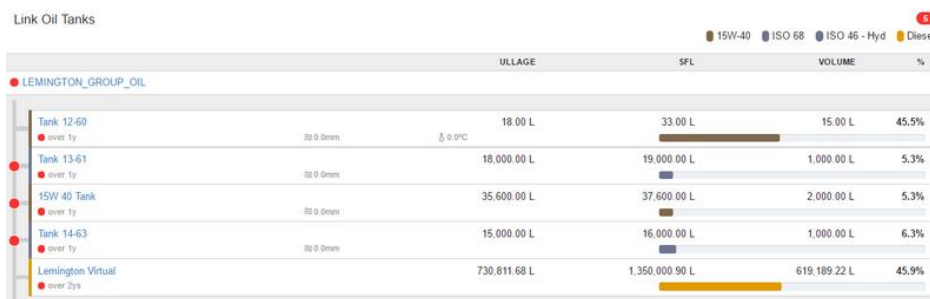 Link Oil Tanks
6
15W-40 ISO 68 ISO 46 - Hyd Diese
ULLAGE SFL VOLUME %
LEMINGTON_GROUP_OIL
Tank 12-60 18.00 L 33.00 L 15.00 L 45.5%
over 1y 0.0mm 0.0°C
Tank 13-61 18,000.00 L 19,000.00 L 1,000.00 L 5.3%
over 1y 0.0mm
15W 40 Tank 35,600.00 L 37,600.00 L 2,000.00 L 5.3%
over 1y 0.0mm
Tank 14-63 15,000.00 L 16,000.00 L 1,000.00 L 6.3%
over 1y 0.0mm
Lemington Virtual 730,811.68 L 1,350,000.90 L 619,189.22 L 45.9%
over 2ys